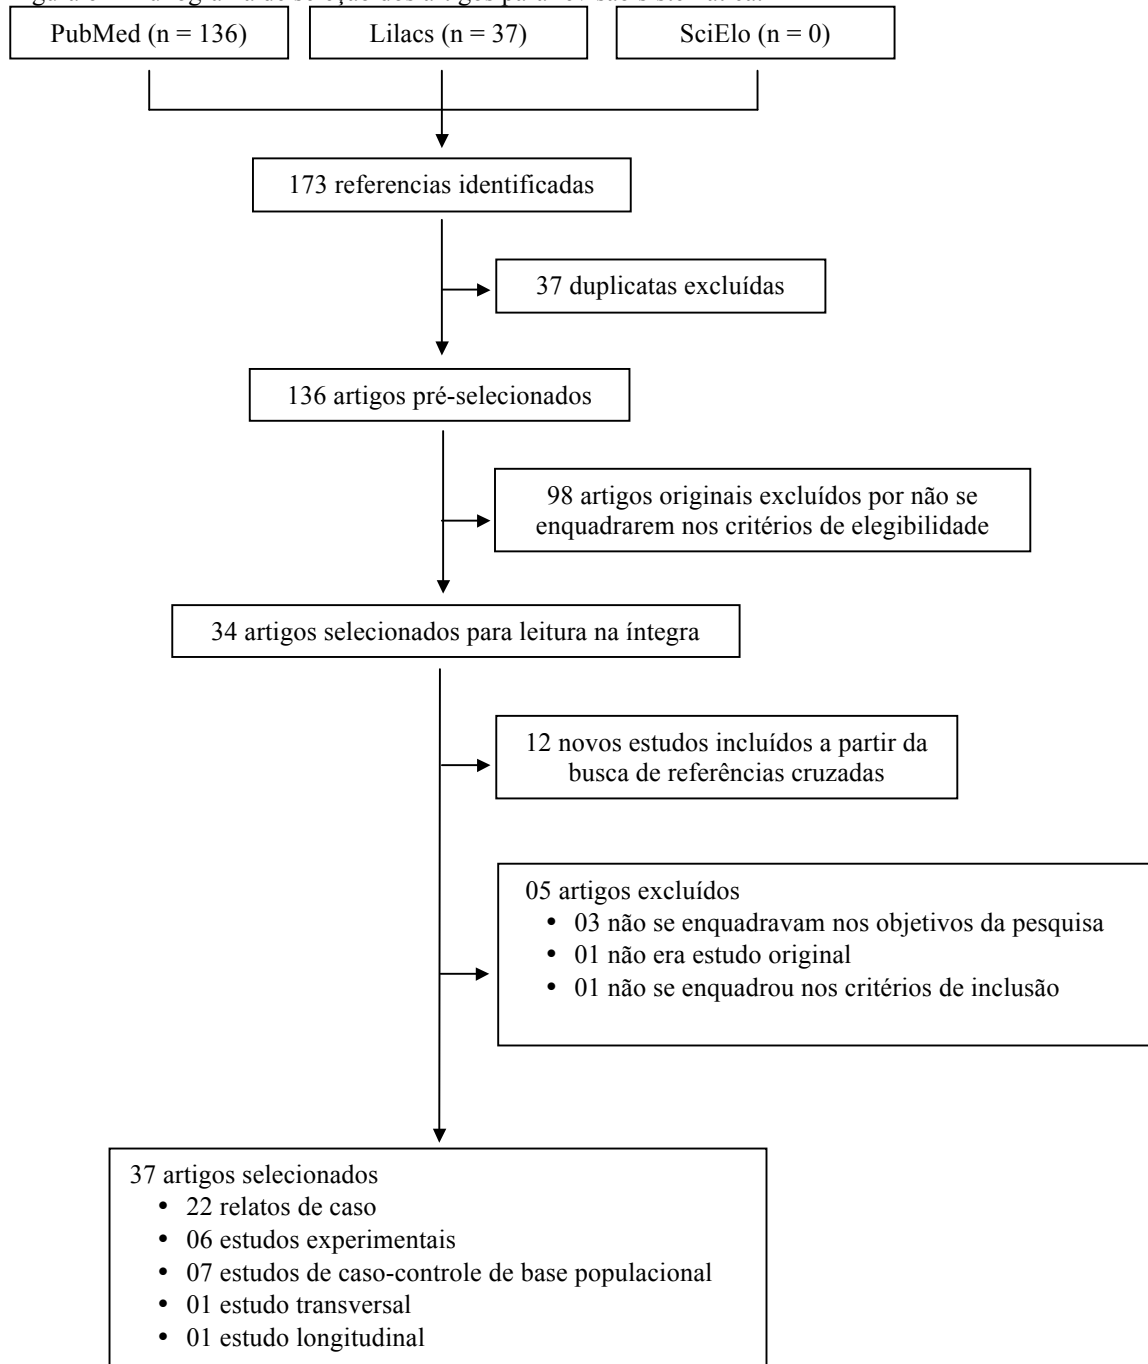 PubMed (n = 136)
Lilacs (n = 37)
SciElo (n = 0)
173 referencias identificadas
37 duplicatas excluídas
136 artigos pré-selecionados
98 artigos originais excluídos por não se
enquadrarem nos critérios de elegibilidade
34 artigos selecionados para leitura na íntegra
12 novos estudos incluídos a partir da
busca de referências cruzadas
05 artigos excluídos
• 03 não se enquadravam nos objetivos da pesquisa
• 01 não era estudo original
• 01 não se enquadrou nos critérios de inclusão
37 artigos selecionados
• 22 relatos de caso
• 06 estudos experimentais
• 07 estudos de caso-controle de base populacional
• 01 estudo transversal
• 01 estudo longitudinal